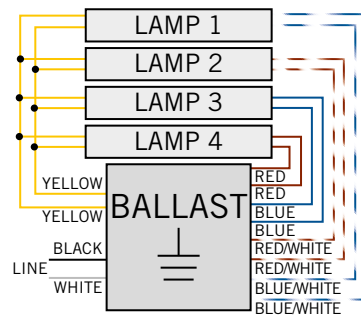 LAMP 1
LAMP 2
LAMP 3
LAMP 4
BALLAST
YELLOW
YELLOW
BLACK
LINE
WHITE
RED
RED
BLUE
BLUE
RED/WHITE
RED/WHITE
BLUE/WHITE
BLUE/WHITE